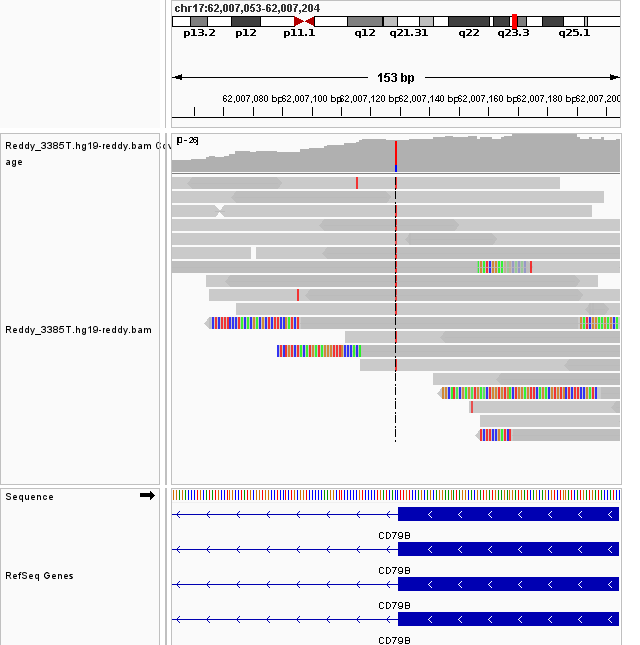 chr17:62,007,053-62,007,204
p13.2 p12 p11.1 q12 q21.31 q22 q23.3 q25.1
153 bp
62,007,080 bp 62,007,100 bp 62,007,120 bp 62,007,140 bp 62,007,160 bp 62,007,180 bp 62,007,200
Reddy_3385T.hg19-reddy.bam Cov
age
[0-26]
Reddy_3385T.hg19-reddy.bam
Sequence
CD79B
CD79B
RefSeq Genes
CD79B
CD79B